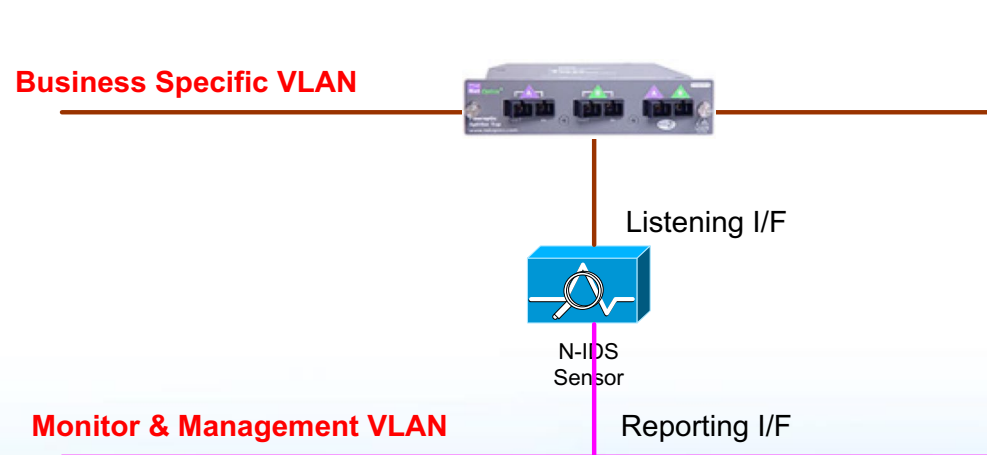 Business Specific VLAN
Listening I/F
N-IDS
Sensor
Monitor & Management VLAN
Reporting I/F